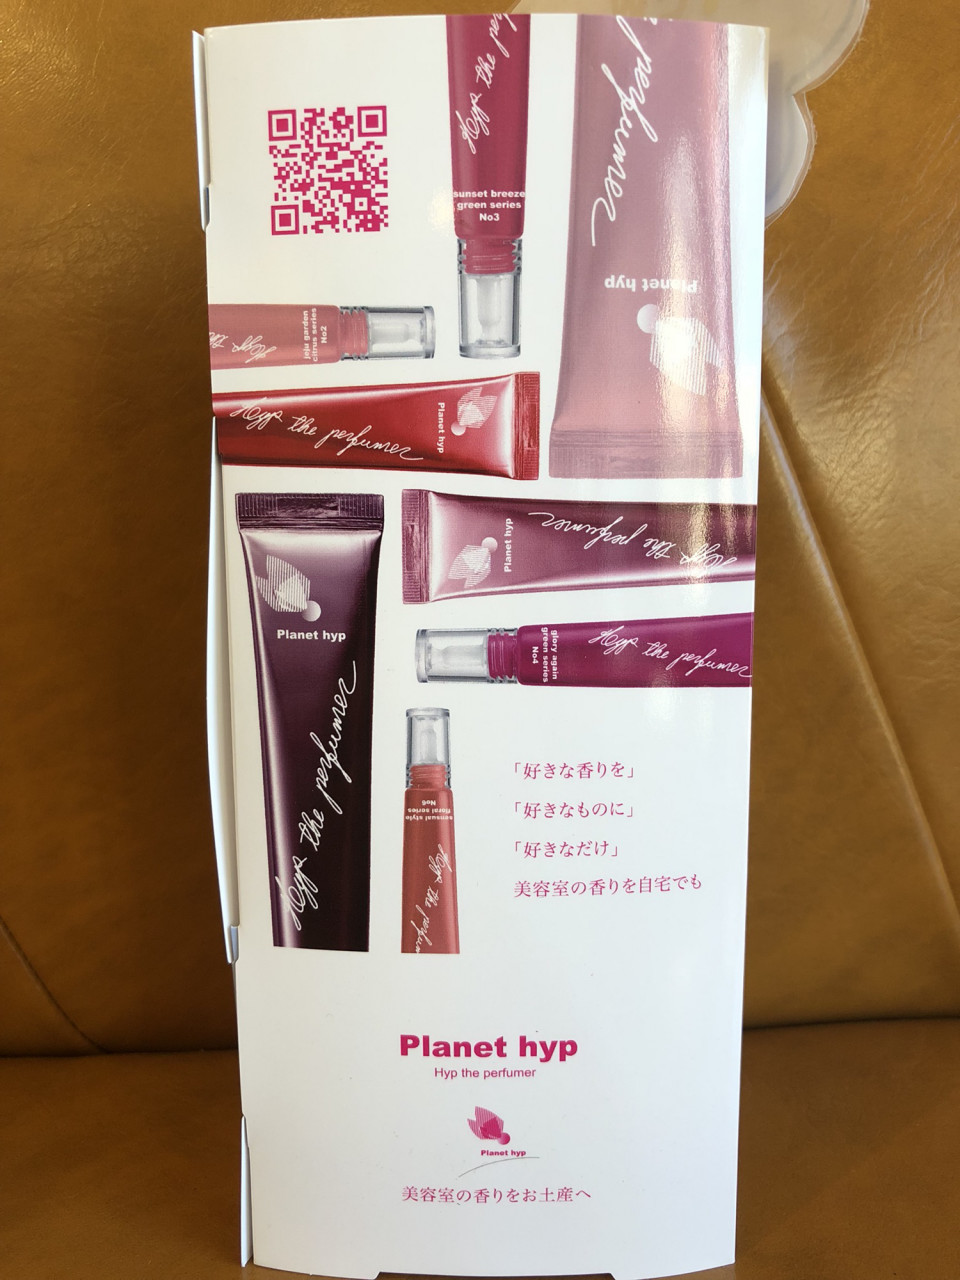 Hyp the pe
sunset breeze
green series
No3
perfumer
Planet hyp
jeju garden
citrus series
No2
Hyp the
Hyp the perfumer
Planet hyp
Planet hyp
Hyp the perfumer
Planet hyp
Hyp the perfumer
glory again
green series
No4
Hyp the perfumer
sensual style
floral series
No6
Hyp the perfum
「好きな香りを」
「好きなものに」
「好きなだけ」
美容室の香りを自宅でも
Planet hyp
Hyp the perfumer
Planet hyp
美容室の香りをお土産へ